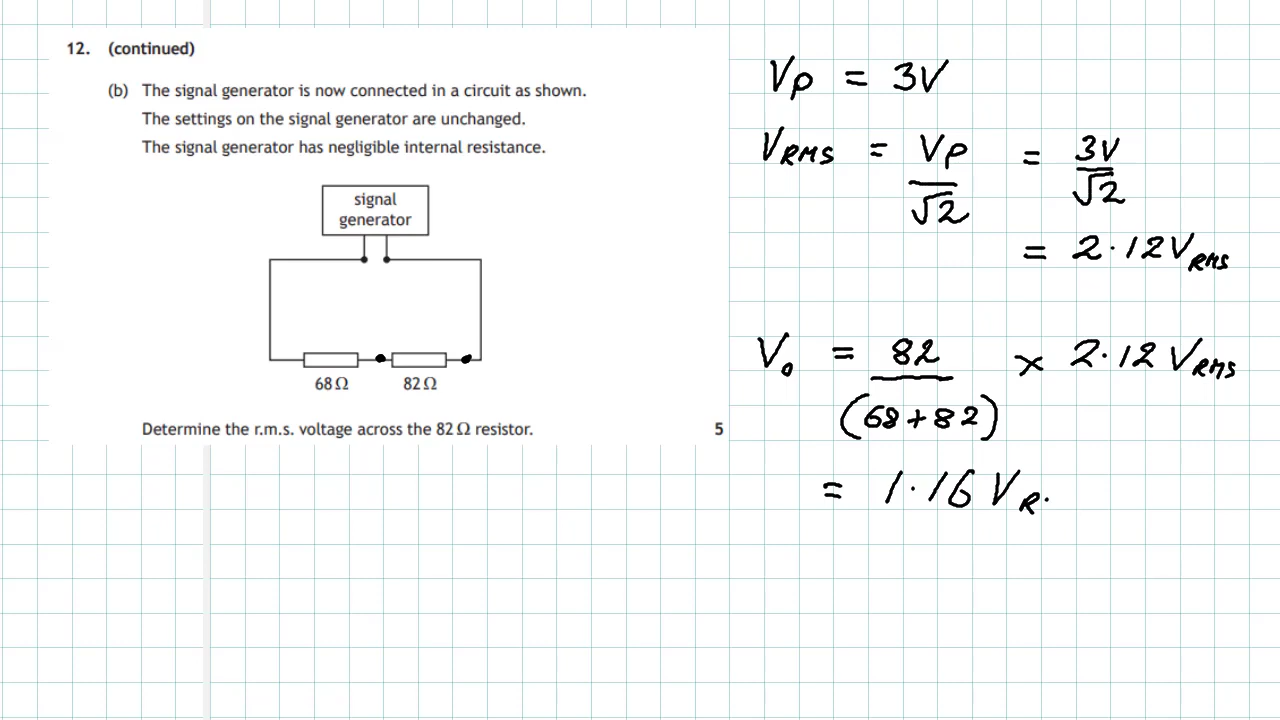 12. (continued)
(b) The signal generator is now connected in a circuit as shown.
The settings on the signal generator are unchanged.
The signal generator has negligible internal resistance.
signal
generator
68 Ω 82 Ω
Determine the r.m.s. voltage across the 82 Ω resistor. 5
Vp = 3V
VRMS = Vp/√2 = 3V/√2
= 2.12VRMS
Vo = 82/(68+82) × 2.12 VRMS
= 1.16 VR.